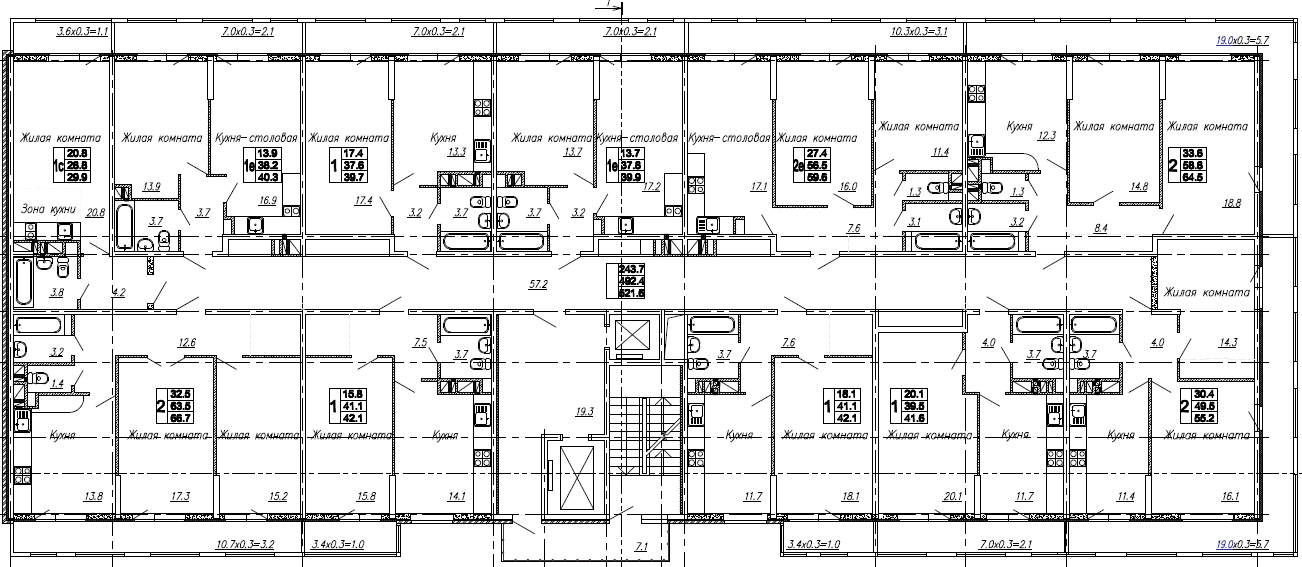 1
3.6x0.3=1.1
7.0x0.3=2.1
7.0x0.3=2.1
7.0x0.3=2.1
10.3x0.3=3.1
19.0x0.3=5.7
Жилая комната
1с
20.8
26.8
29.9
Зона кухни
20.8
Жилая комната
13.9
3.7
3.7
Кухня-столовая
1е
13.9
38.2
40.3
16.9
Жилая комната
1
17.4
37.6
39.7
17.4
Кухня
13.3
3.2
3.7
Жилая комната
13.7
3.7
3.2
Кухня-столовая
1е
13.7
37.8
39.9
17.2
Кухня-столовая
17.1
2е
27.4
56.5
59.6
16.0
Жилая комната
11.4
1.3
3.1
7.6
Кухня
12.3
1.3
3.2
8.4
Жилая комната
14.8
Жилая комната
2
33.6
58.8
64.5
18.8
3.8
4.2
57.2
243.7
492.4
521.5
Жилая комната
14.3
3.2
1.4
12.6
Кухня
13.8
2
32.5
63.5
66.7
Жилая комната
17.3
Жилая комната
15.2
1
15.8
41.1
42.1
Жилая комната
15.8
7.5
3.7
Кухня
14.1
19.3
7.1
3.7
7.6
Кухня
11.7
1
18.1
41.1
42.1
Жилая комната
18.1
1
20.1
39.5
41.6
Жилая комната
20.1
4.0
3.7
Кухня
11.7
3.7
4.0
Кухня
11.4
2
30.4
49.5
55.2
Жилая комната
16.1
10.7x0.3=3.2
3.4x0.3=1.0
3.4x0.3=1.0
7.0x0.3=2.1
19.0x0.3=5.7